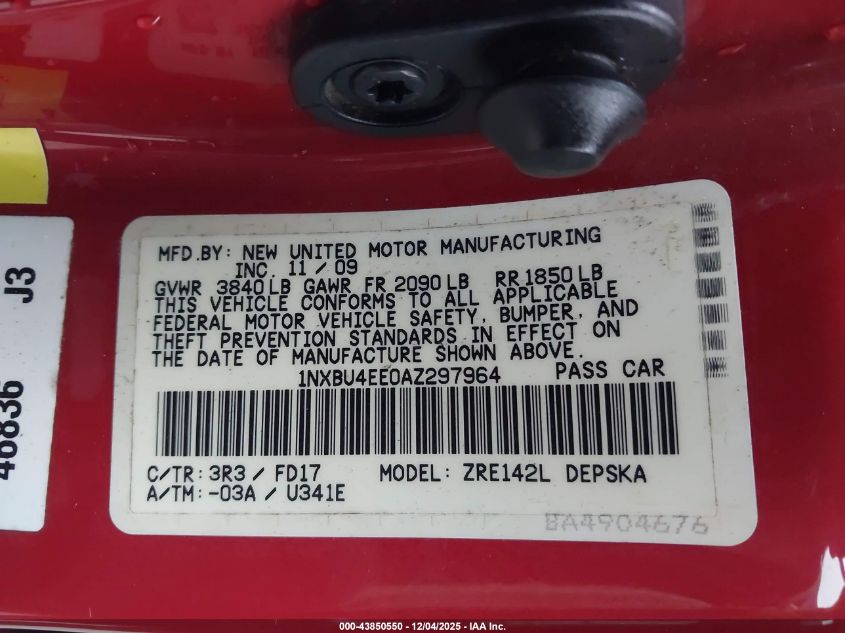 MFD.BY: NEW UNITED MOTOR MANUFACTURING
INC. 11 / 09
GVWR 3840 LB GAWR FR 2090 LB RR 1850 LB
THIS VEHICLE CONFORMS TO ALL APPLICABLE
FEDERAL MOTOR VEHICLE SAFETY, BUMPER, AND
THEFT PREVENTION STANDARDS IN EFFECT ON
THE DATE OF MANUFACTURE SHOWN ABOVE.
1NXBU4EE0AZ297964 PASS CAR
C/TR: 3R3 / FD17 MODEL: ZRE142L DEPSKA
A/TM: -03A / U341E
BA4904676
J3
46836
000-43850550 - 12/04/2025 - IAA Inc.